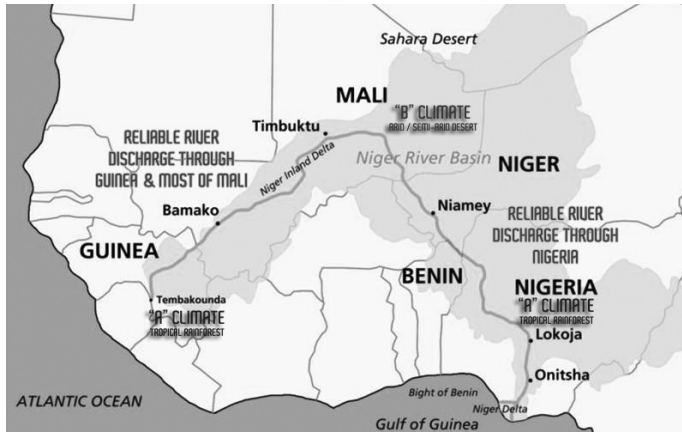 Sahara Desert
MALI
"B" CLIMATE
ARID / SEMI-ARID DESERT
Timbuktu
RELIABLE RIVER
DISCHARGE THROUGH
GUINEA & MOST OF MALI
Niger Inland Delta
Niger River Basin
NIGER
Bamako
Niamey
RELIABLE RIVER
DISCHARGE THROUGH
NIGERIA
GUINEA
BENIN
NIGERIA
"A" CLIMATE
TROPICAL RAINFOREST
Tembakounda
"A" CLIMATE
TROPICAL RAINFOREST
Lokoja
Onitsha
Bight of Benin
Niger Delta
ATLANTIC OCEAN
Gulf of Guinea